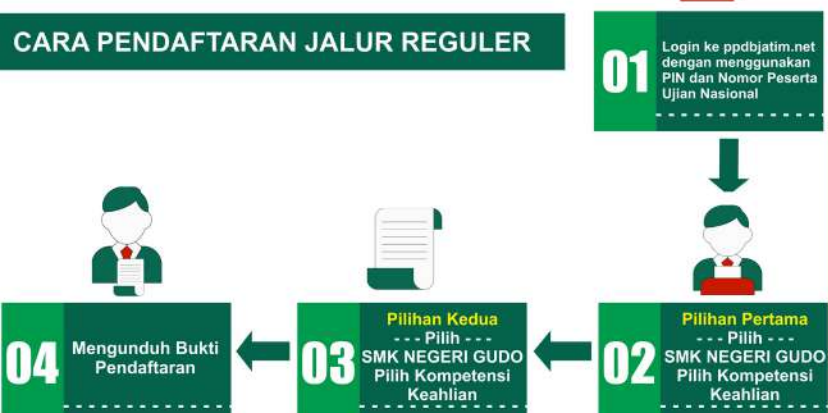 CARA PENDAFTARAN JALUR REGULER
01
Login ke ppdbjatim.net
dengan menggunakan
PIN dan Nomor Peserta
Ujian Nasional
02
Pilihan Pertama
- - - Pilih - - -
SMK NEGERI GUDO
Pilih Kompetensi
Keahlian
03
Pilihan Kedua
- - - Pilih - - -
SMK NEGERI GUDO
Pilih Kompetensi
Keahlian
04
Mengunduh Bukti
Pendaftaran